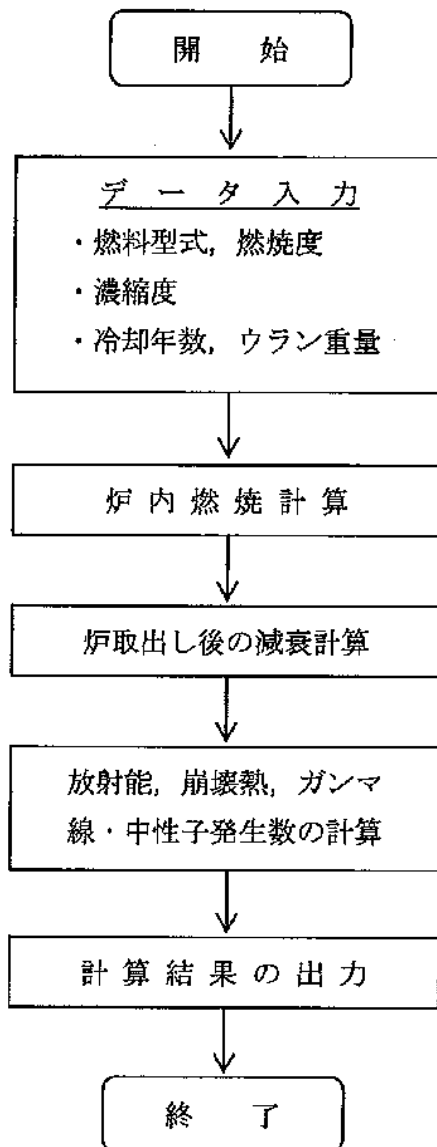 開　始
データ入力
・燃料型式, 燃焼度
・濃縮度
・冷却年数, ウラン重量
炉内燃焼計算
炉取出し後の減衰計算
放射能, 崩壊熱, ガンマ
線・中性子発生数の計算
計算結果の出力
終　了